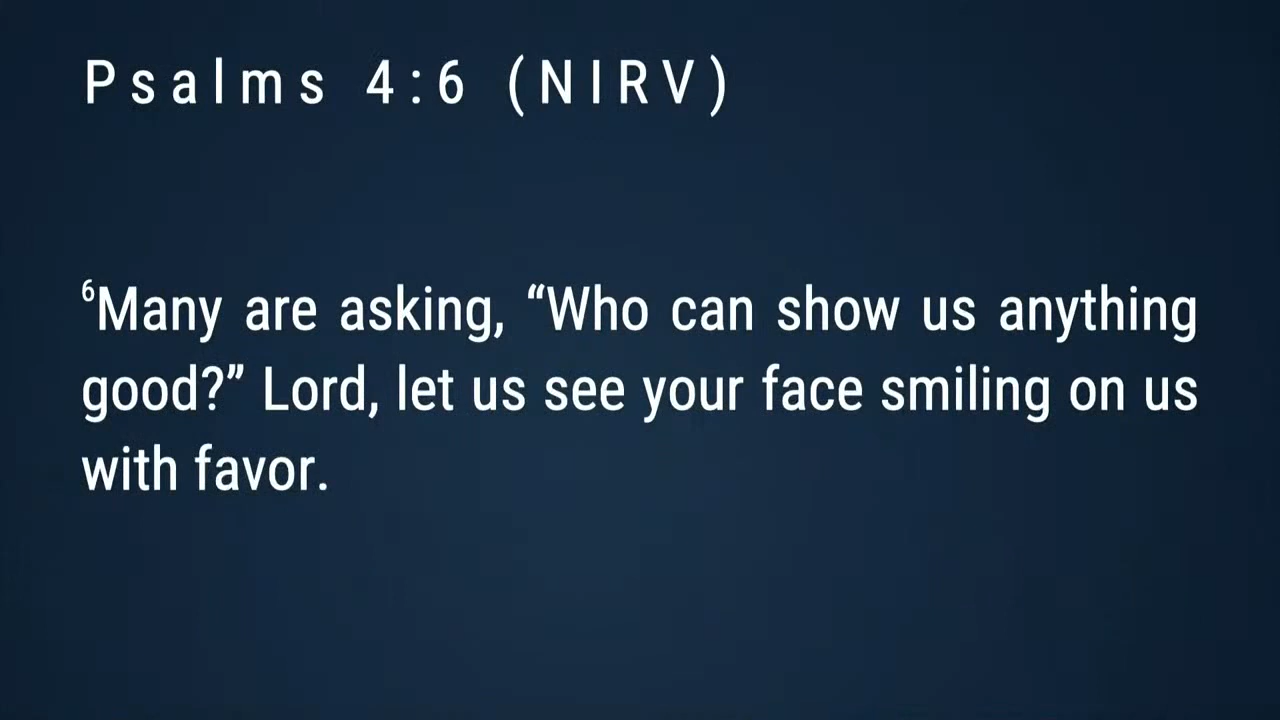 Psalms 4:6 (NIRV)
⁶Many are asking, “Who can show us anything
good?” Lord, let us see your face smiling on us
with favor.